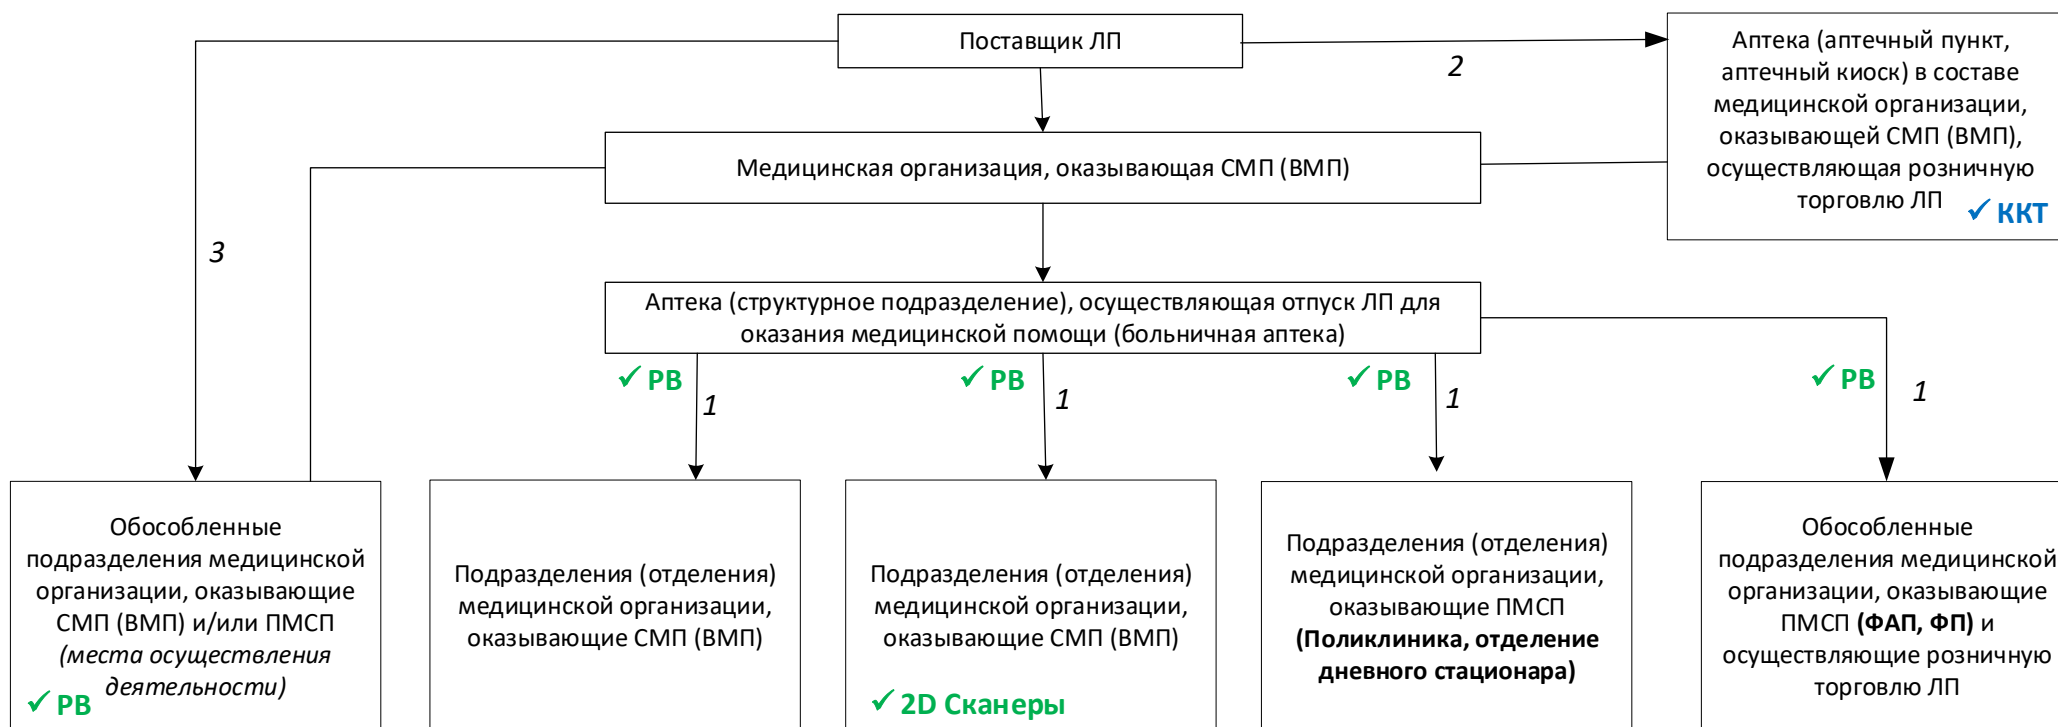 Поставщик ЛП
2
Аптека (аптечный пункт,
аптечный киоск) в составе
медицинской организации,
оказывающей СМП (ВМП),
осуществляющая розничную
торговлю ЛП
✓ ККТ
Медицинская организация, оказывающая СМП (ВМП)
3
Аптека (структурное подразделение), осуществляющая отпуск ЛП для
оказания медицинской помощи (больничная аптека)
✓ РВ
1
✓ РВ
1
✓ РВ
1
✓ РВ
1
Обособленные
подразделения медицинской
организации, оказывающие
СМП (ВМП) и/или ПМСП
(места осуществления
деятельности)
✓ РВ
Подразделения (отделения)
медицинской организации,
оказывающие СМП (ВМП)
Подразделения (отделения)
медицинской организации,
оказывающие СМП (ВМП)
✓ 2D Сканеры
Подразделения (отделения)
медицинской организации,
оказывающие ПМСП
(Поликлиника, отделение
дневного стационара)
Обособленные
подразделения медицинской
организации, оказывающие
ПМСП (ФАП, ФП) и
осуществляющие розничную
торговлю ЛП